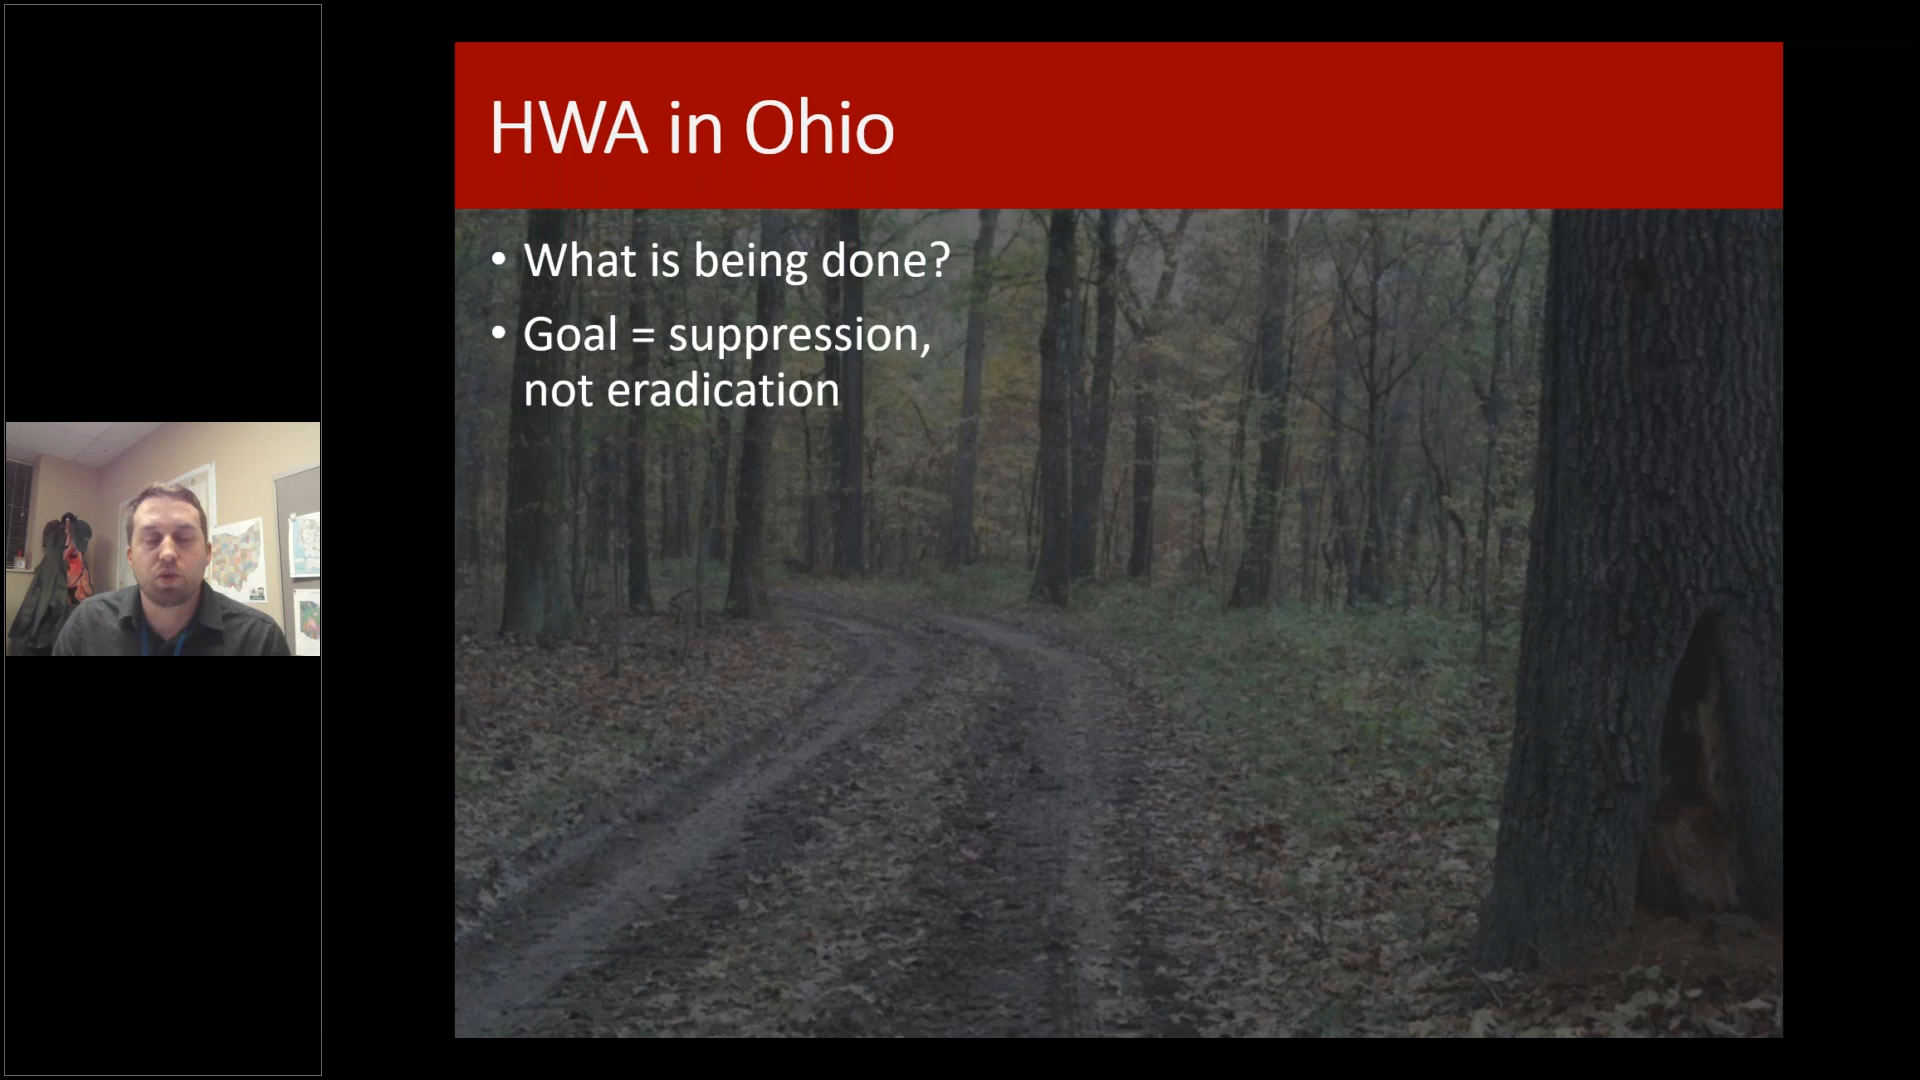 HWA in Ohio
• What is being done?
• Goal = suppression,
not eradication